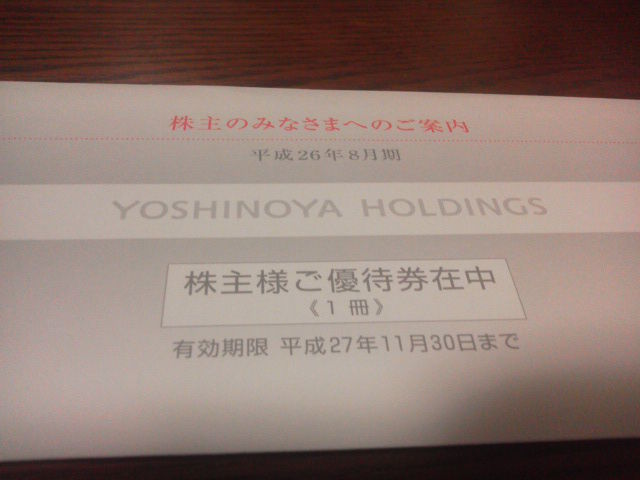 株主のみなさまへのご案内
平成26年8月期
YOSHINOYA HOLDINGS
株主様ご優待券在中
《1冊》
有効期限 平成27年11月30日まで